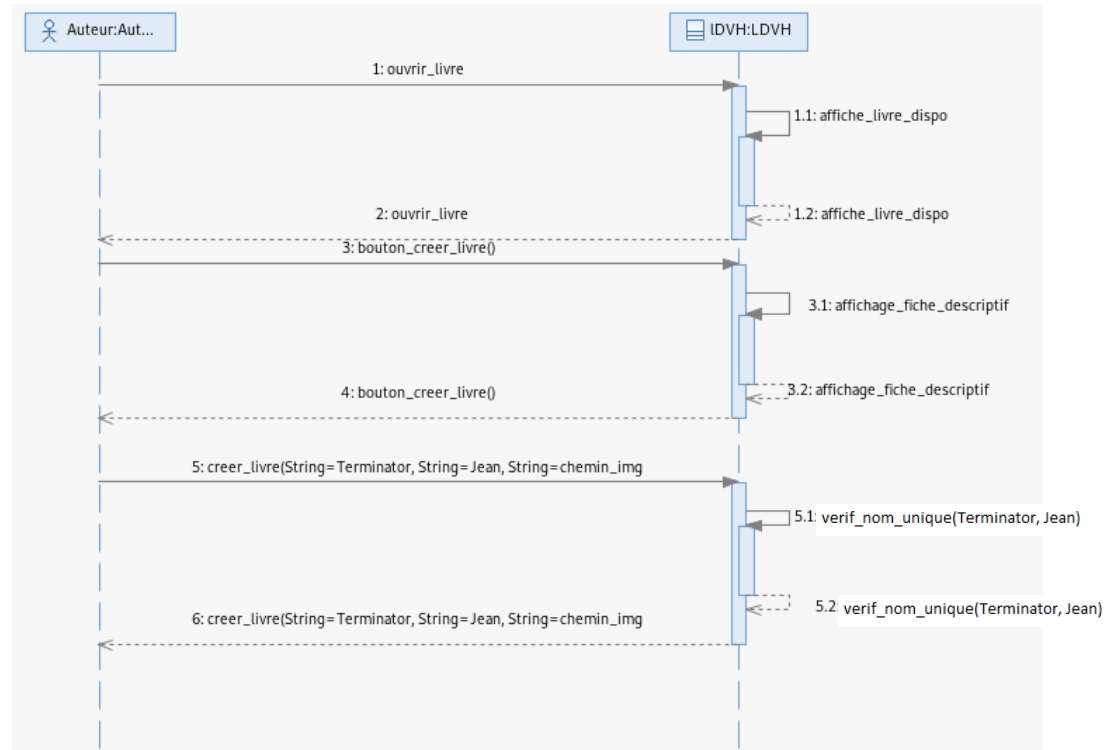 Auteur:Aut...
lDVH:LDVH
1: ouvrir_livre
1.1: affiche_livre_dispo
2: ouvrir_livre
1.2: affiche_livre_dispo
3: bouton_creer_livre()
3.1: affichage_fiche_descriptif
4: bouton_creer_livre()
3.2: affichage_fiche_descriptif
5: creer_livre(String=Terminator, String=Jean, String=chemin_img
5.1: verif_nom_unique(Terminator, Jean)
5.2: verif_nom_unique(Terminator, Jean)
6: creer_livre(String=Terminator, String=Jean, String=chemin_img